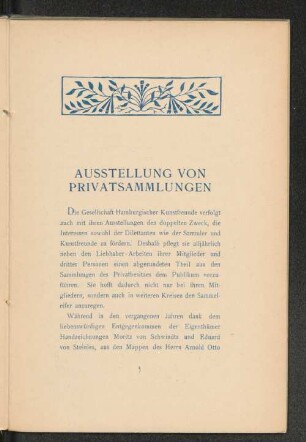 AUSSTELLUNG VON
PRIVATSAMMLUNGEN
Die Gesellschaft Hamburgischer Kunstfreunde verfolgt
auch mit ihren Ausstellungen den doppelten Zweck, die
Interessen sowohl der Dilettanten wie der Sammler und
Kunstfreunde zu fördern. Deshalb pflegt sie alljährlich
neben den Liebhaber-Arbeiten ihrer Mitglieder und
dritter Personen einen abgerundeten Theil aus den
Sammlungen des Privatbesitzes dem Publikum vorzu-
führen. Sie hofft dadurch nicht nur bei ihren Mit-
gliedern, sondern auch in weiteren Kreisen den Sammel-
eifer anzuregen.
Während in den vergangenen Jahren dank dem
liebenswürdigen Entgegenkommen der Eigenthümer
Handzeichnungen Moritz von Schwinds und Eduard
von Steinles, aus den Mappen des Herrn Arnold Otto